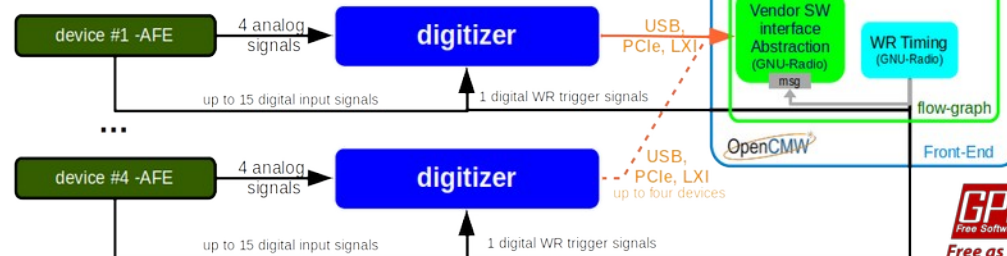 device #1 -AFE
4 analog
signals
digitizer
USB,
PCIe, LXI
Vendor SW
interface
Abstraction
(GNU-Radio)
msg
WR Timing
(GNU-Radio)
up to 15 digital input signals
1 digital WR trigger signals
flow-graph
...
OpenCMW
Front-End
device #4 -AFE
4 analog
signals
digitizer
USB,
PCIe, LXI
up to four devices
up to 15 digital input signals
1 digital WR trigger signals
GP
Free Softw
Free as